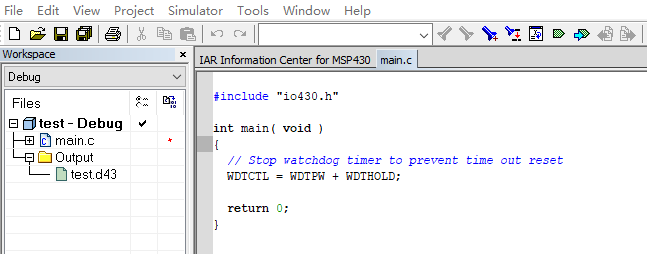 File Edit View Project Simulator Tools Window Help
Workspace
IAR Information Center for MSP430 main.c
Debug
Files
test - Debug
main.c
Output
test.d43
#include "io430.h"
int main( void )
{
// Stop watchdog timer to prevent time out reset
WDTCTL = WDTPW + WDTHOLD;
return 0;
}